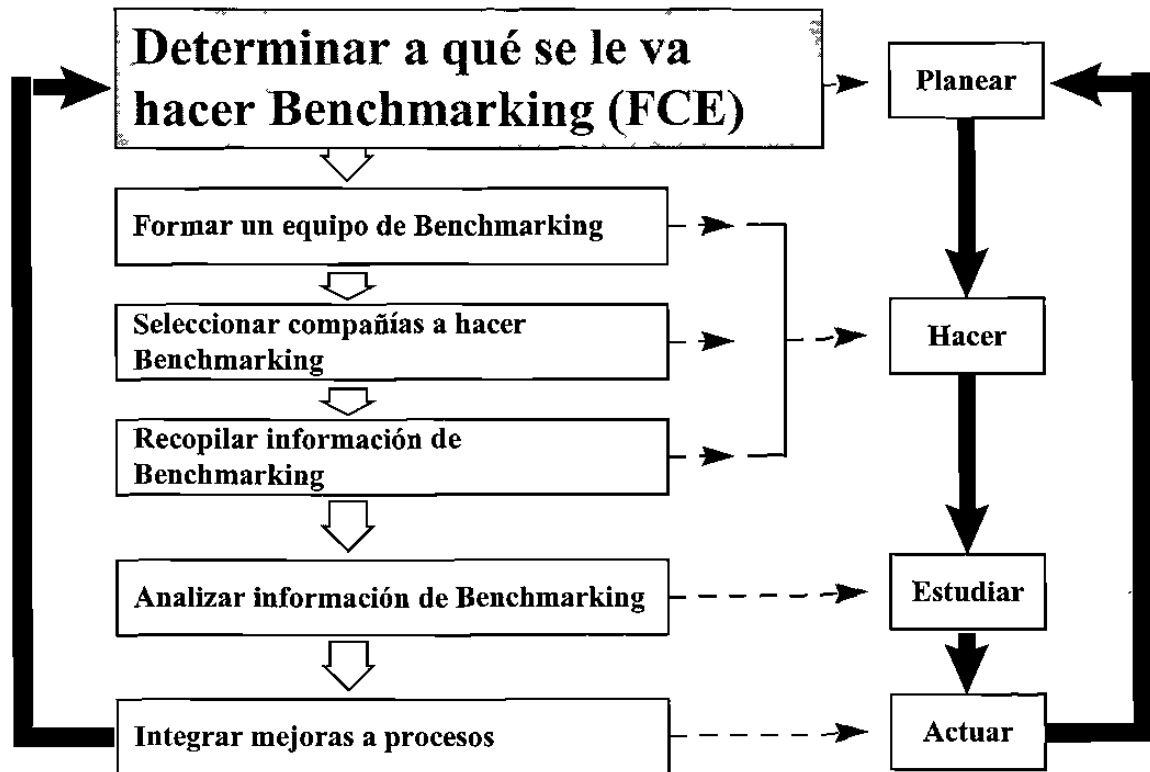 Determinar a qué se le va
hacer Benchmarking (FCE)
Planear
Formar un equipo de Benchmarking
Seleccionar compañías a hacer
Benchmarking
Hacer
Recopilar información de
Benchmarking
Analizar información de Benchmarking
Estudiar
Integrar mejoras a procesos
Actuar